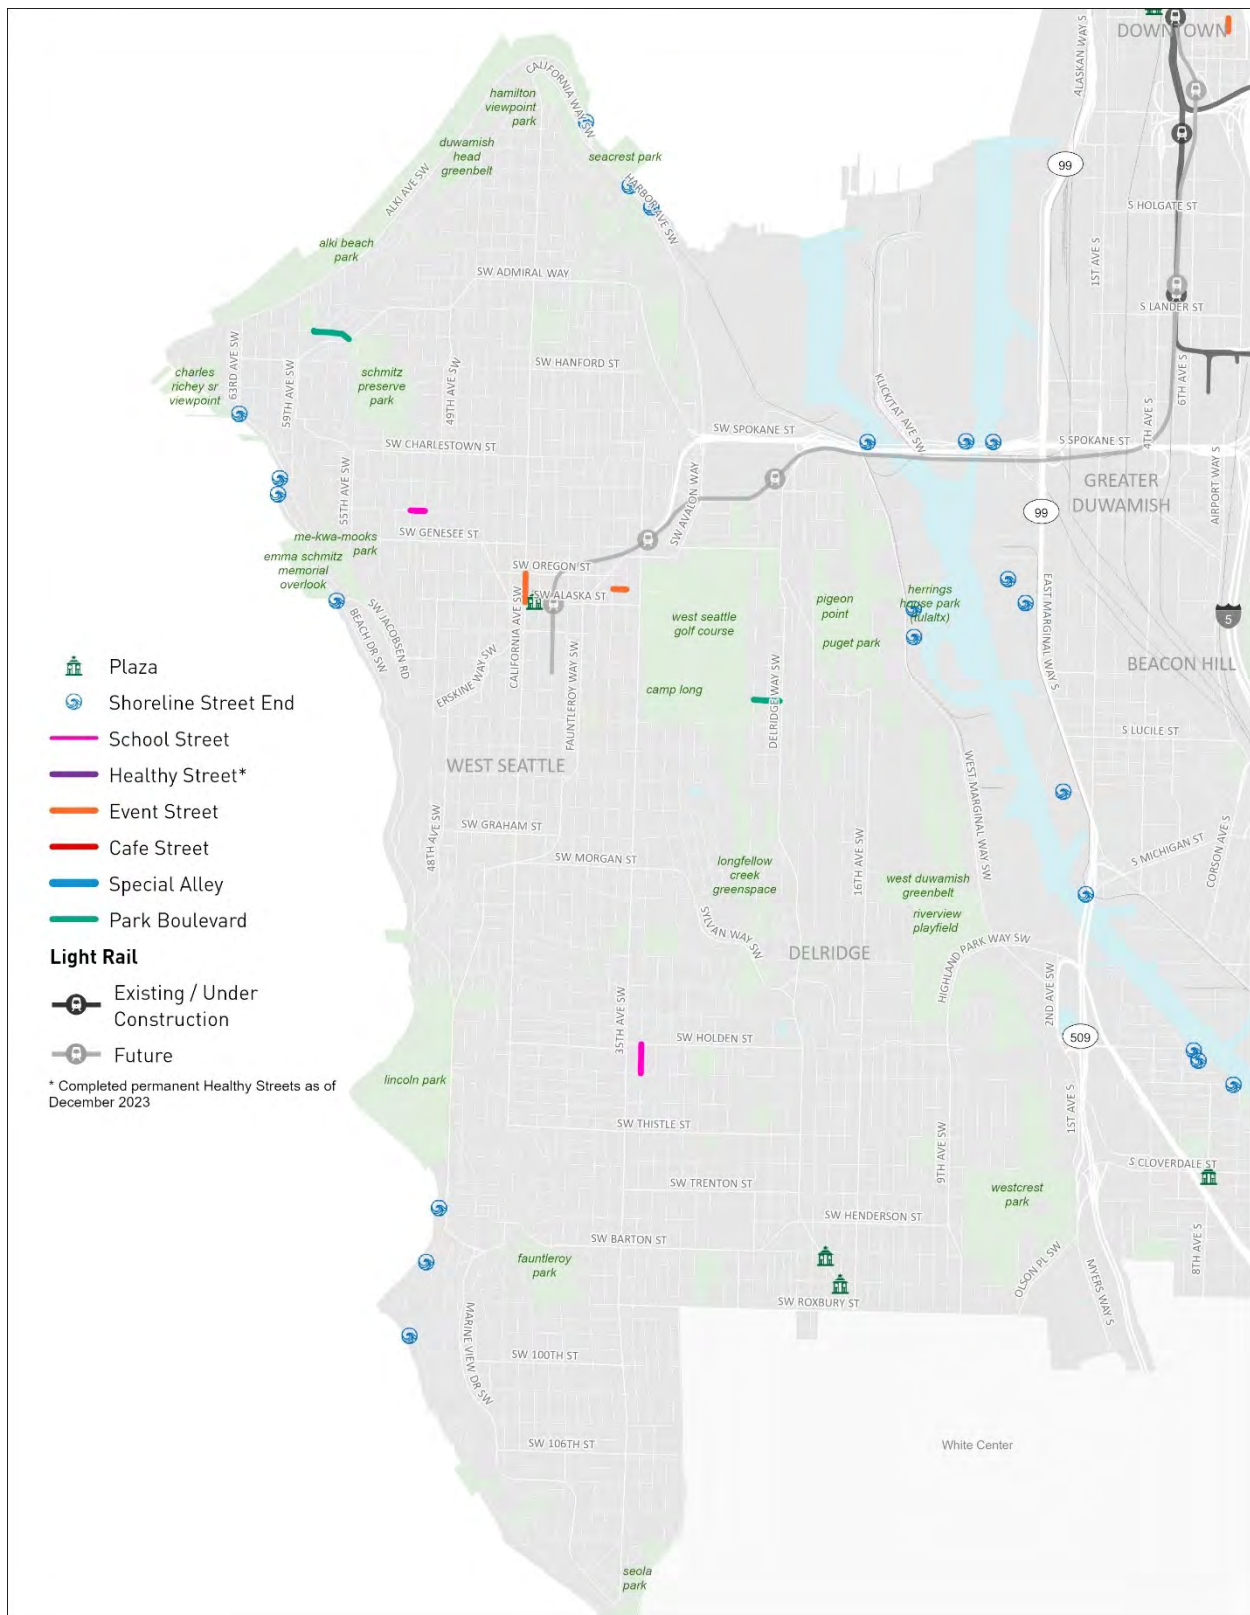 DOWNTOWN
ALASKAN WAY S
CALIFORNIA WAY SW
hamilton
viewpoint
park
duwamish
head
greenbelt
seacrest park
99
ALKI AVE SW
HARBOR AVE SW
S HOLGATE ST
alki beach
park
1ST AVE S
SW ADMIRAL WAY
S LANDER ST
63RD AVE SW
59TH AVE SW
49TH AVE SW
SW HANFORD ST
charles
richey sr
viewpoint
schmitz
preserve
park
KLICKITAT AVE SW
6TH AVE S
4TH AVE S
SW CHARLESTOWN ST
SW SPOKANE ST
S SPOKANE ST
55TH AVE SW
SW AVALON WAY
GREATER
DUWAMISH
AIRPORT WAY S
99
SW GENESEE ST
me-kwa-mooks
park
emma schmitz
memorial
overlook
SW OREGON ST
SW ALASKA ST
EAST MARGINAL WAY S
herrings
house park
(tulaltx)
pigeon
point
west seattle
golf course
5
puget park
SW JACOBSEN RD
BEACH DR SW
CALIFORNIA AVE SW
ERSKINE WAY SW
FAUNTLEROY WAY SW
DELRIDGE WAY SW
BEACON HILL
camp long
Plaza
Shoreline Street End
School Street
Healthy Street*
Event Street
Cafe Street
Special Alley
Park Boulevard
Light Rail
Existing / Under
Construction
Future
* Completed permanent Healthy Streets as of
December 2023
S LUCILE ST
WEST SEATTLE
WEST MARGINAL WAY SW
48TH AVE SW
SW GRAHAM ST
16TH AVE SW
SW MORGAN ST
S MICHIGAN ST
CORSON AVE S
longfellow
creek
greenspace
west duwamish
greenbelt
riverview
playfield
SYLVAN WAY SW
DELRIDGE
HIGHLAND PARK WAY SW
2ND AVE SW
35TH AVE SW
SW HOLDEN ST
509
lincoln park
1ST AVE S
SW THISTLE ST
9TH AVE SW
S CLOVERDALE ST
SW TRENTON ST
westcrest
park
SW HENDERSON ST
SW BARTON ST
fauntleroy
park
OLSON PL SW
MYERS WAY S
8TH AVE S
SW ROXBURY ST
MARINE VIEW DR SW
SW 100TH ST
SW 106TH ST
White Center
seola
park